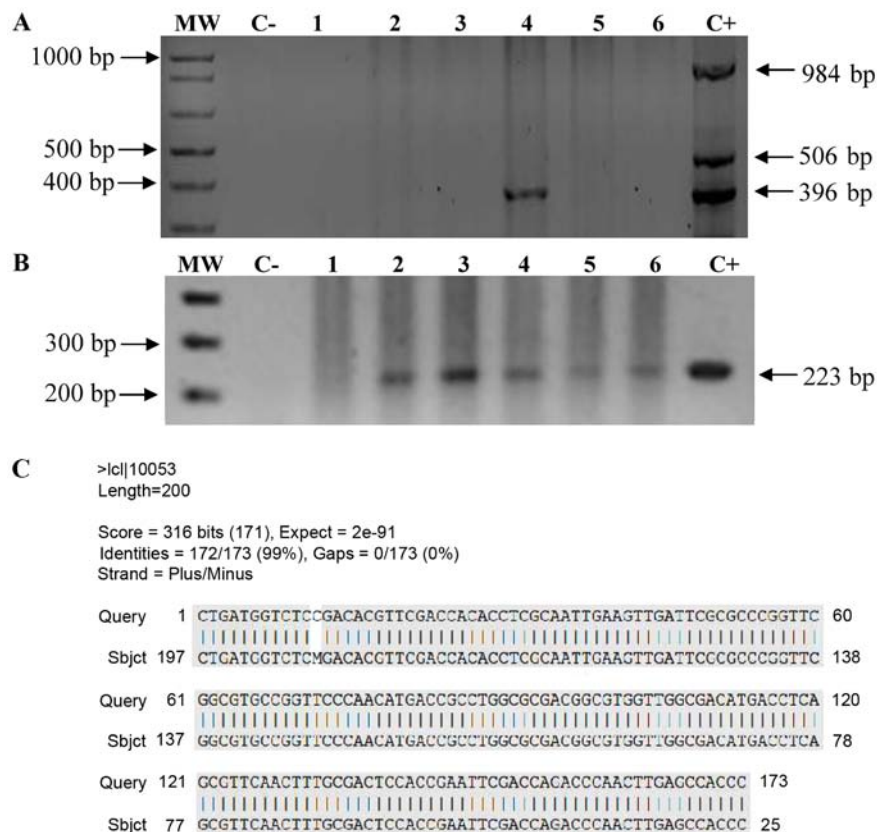 A
MW C- 1 2 3 4 5 6 C+
1000 bp
984 bp
500 bp
506 bp
400 bp
396 bp
B
MW C- 1 2 3 4 5 6 C+
300 bp
223 bp
200 bp
C
>lcl|10053
Length=200
Score = 316 bits (171), Expect = 2e-91
Identities = 172/173 (99%), Gaps = 0/173 (0%)
Strand = Plus/Minus
Query 1 CTGATGGTCTCCGACACGTTCGACCACACCTCGCAATTGAAGTTGATTCGCGCCCGGTTC 60
Sbjct 197 CTGATGGTCTCMGACACGTTCGACCACACCTCGCAATTGAAGTTGATTCGCGCCCGGTTC 138
Query 61 GGCGTGCCGGTTCCCAACATGACCGCCTGGCGCGACGGCGTGGTTGGCGACATGACCTCA 120
Sbjct 137 GGCGTGCCGGTTCCCAACATGACCGCCTGGCGCGACGGCGTGGTTGGCGACATGACCTCA 78
Query 121 GCGTTCAACTTTGCGACTCCACCGAATTCGACCACACCCAACTTGAGCCACCC 173
Sbjct 77 GCGTTCAACTTTGCGACTCCACCGAATTCGACCAGACCCAACTTGAGCCACCC 25